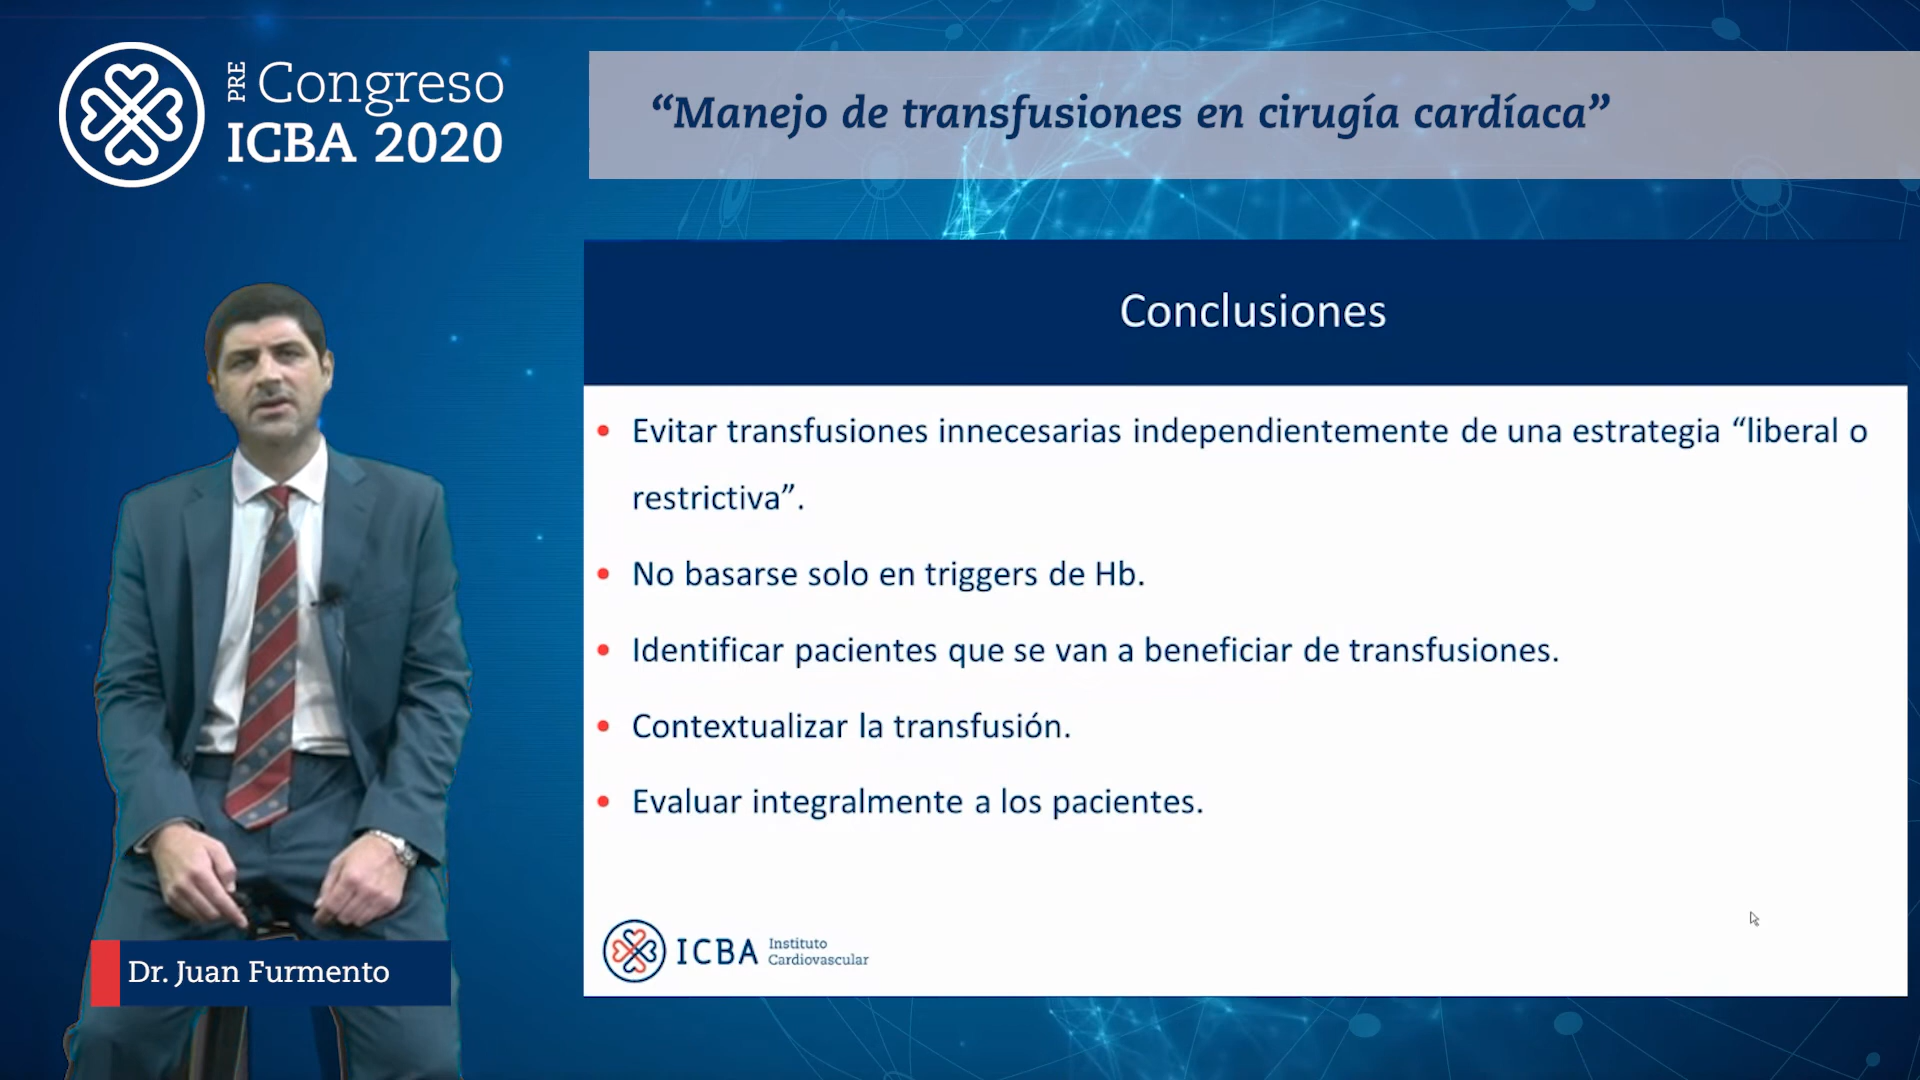 PRE
Congreso
ICBA 2020
“Manejo de transfusiones en cirugía cardíaca”
Conclusiones
• Evitar transfusiones innecesarias independientemente de una estrategia “liberal o
restrictiva”.
• No basarse solo en triggers de Hb.
• Identificar pacientes que se van a beneficiar de transfusiones.
• Contextualizar la transfusión.
• Evaluar integralmente a los pacientes.
ICBA Instituto
Cardiovascular
Dr. Juan Furmento